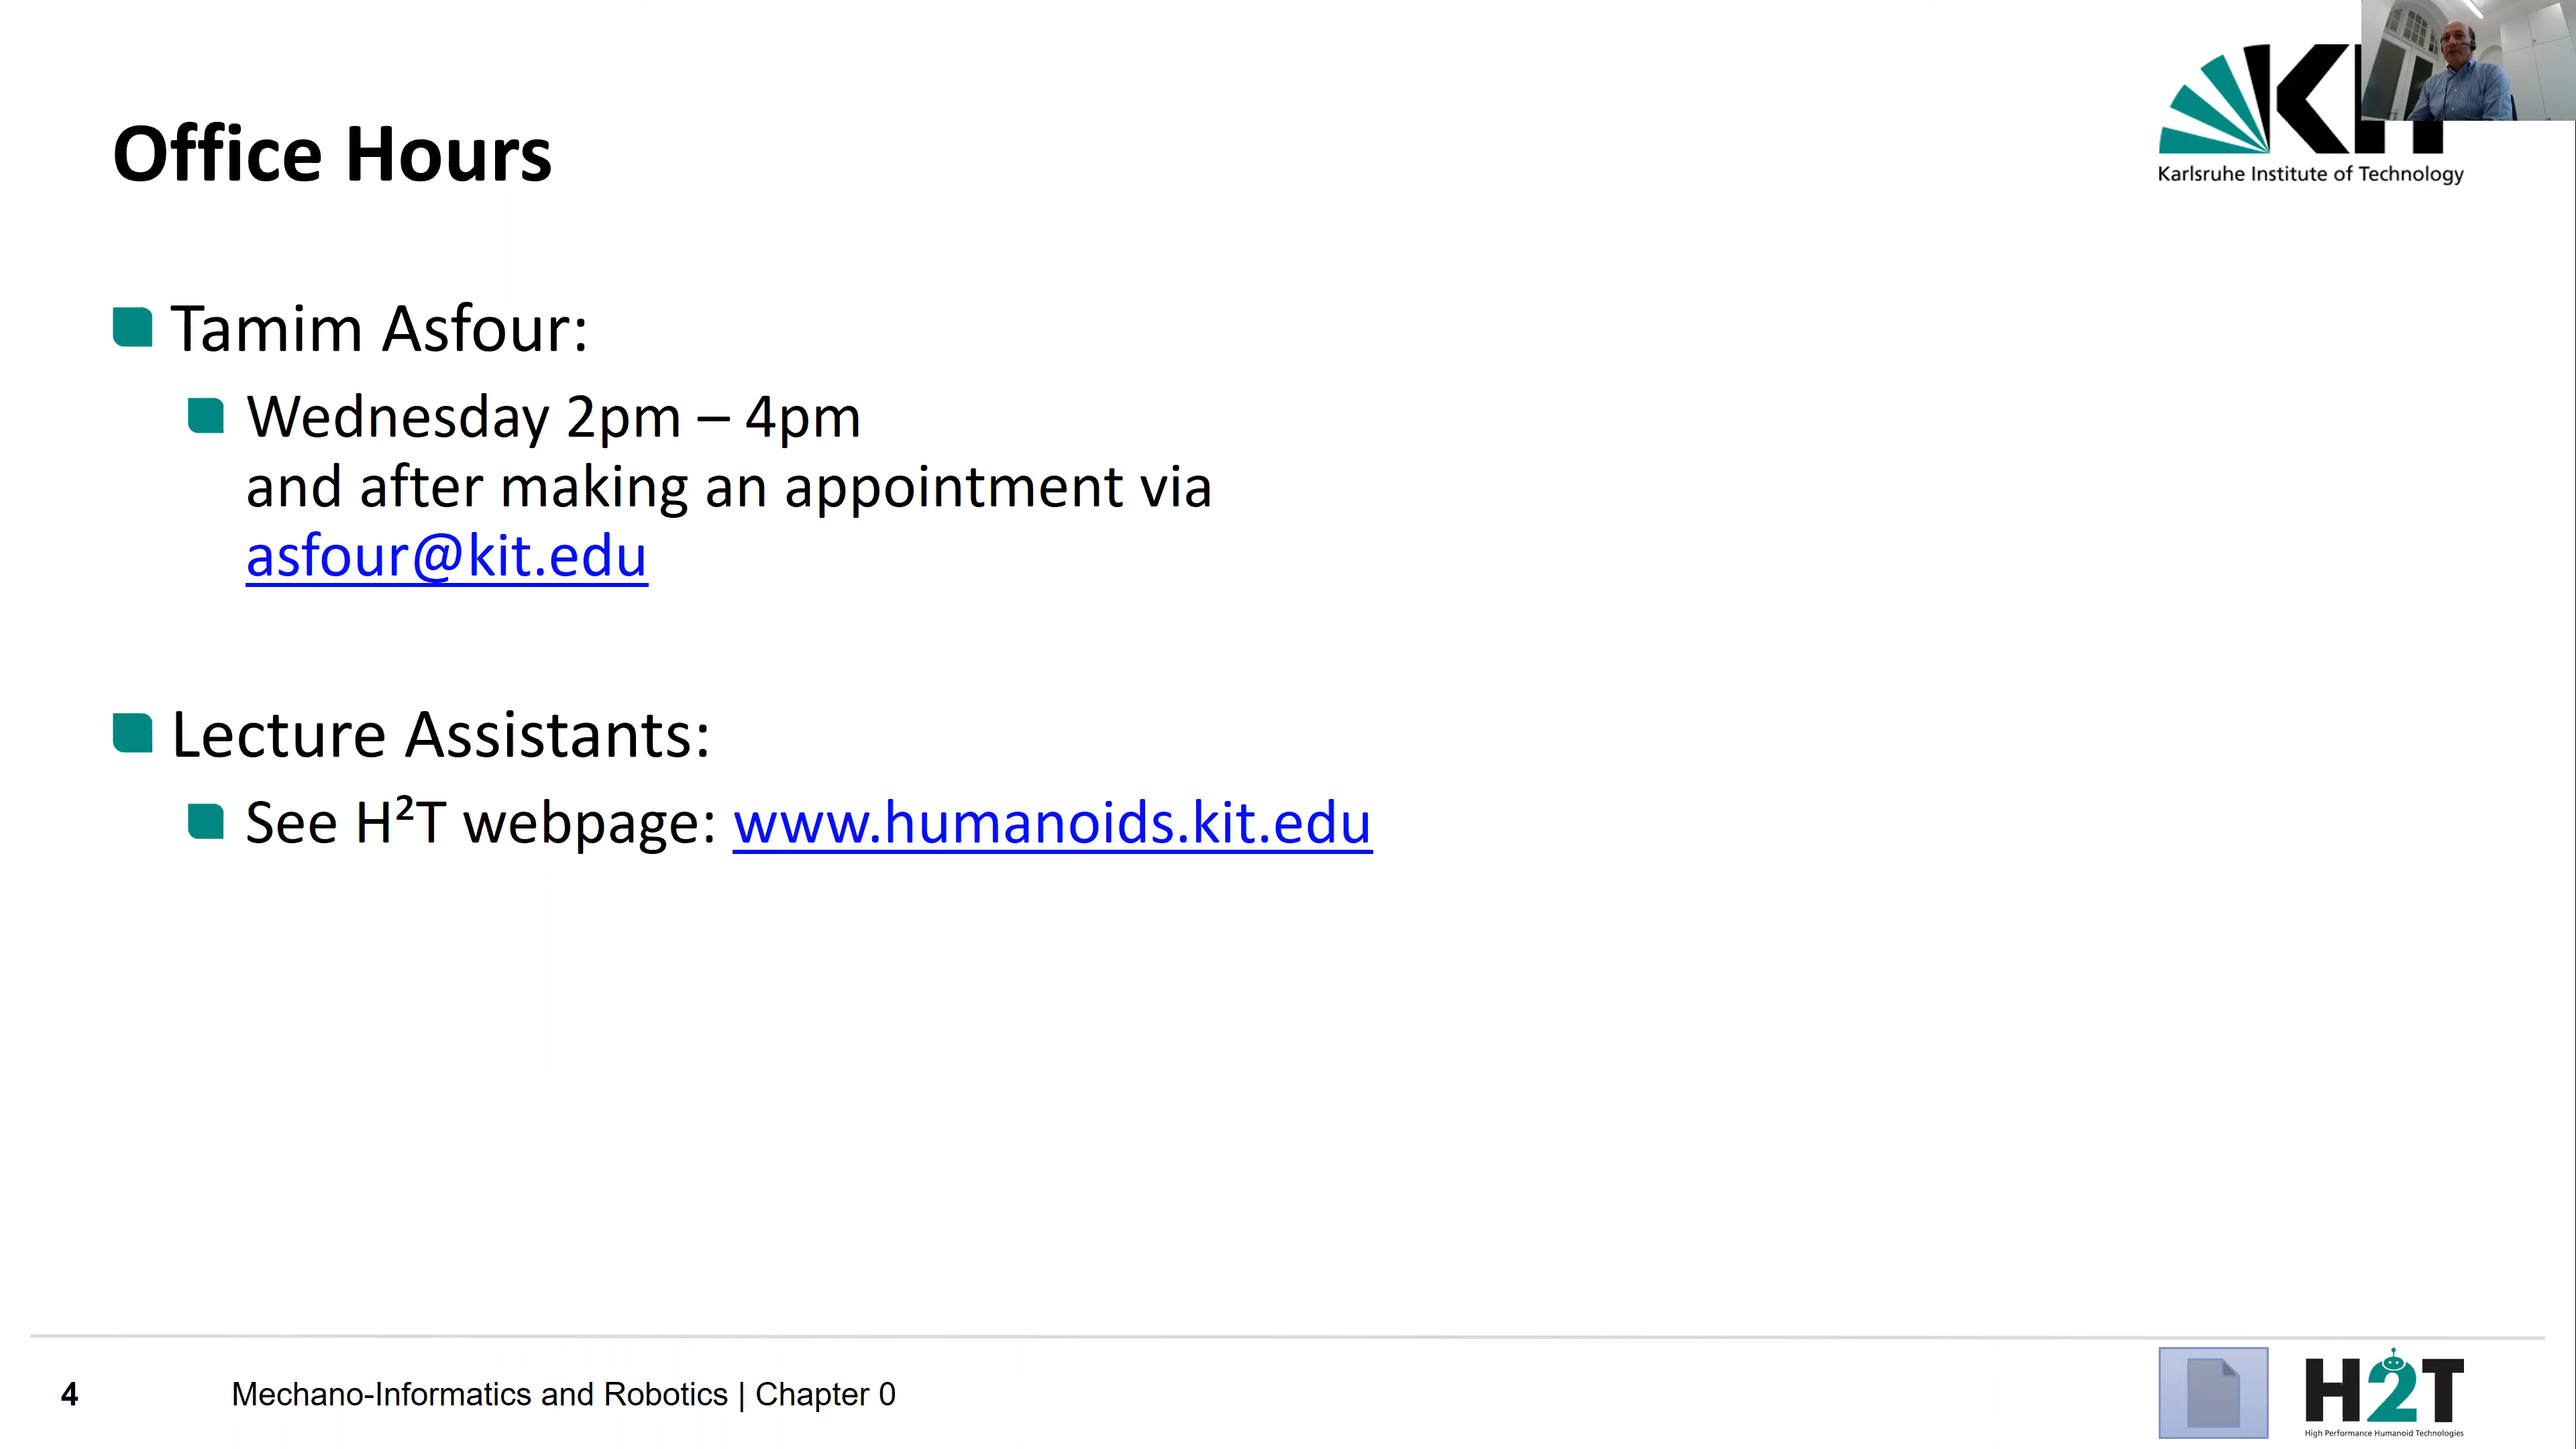 Office Hours
Karlsruhe Institute of Technology
Tamim Asfour:
Wednesday 2pm – 4pm
and after making an appointment via
asfour@kit.edu
Lecture Assistants:
See H²T webpage: www.humanoids.kit.edu
4
Mechano-Informatics and Robotics | Chapter 0
H2T
High Performance Humanoid Technologies